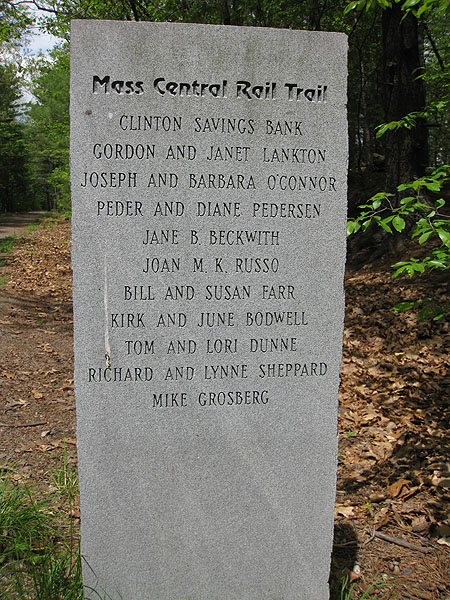 Mass Central Rail Trail
CLINTON SAVINGS BANK
GORDON AND JANET LANKTON
JOSEPH AND BARBARA O'CONNOR
PEDER AND DIANE PEDERSEN
JANE B. BECKWITH
JOAN M. K. RUSSO
BILL AND SUSAN FARR
KIRK AND JUNE BODWELL
TOM AND LORI DUNNE
RICHARD AND LYNNE SHEPPARD
MIKE GROSBERG